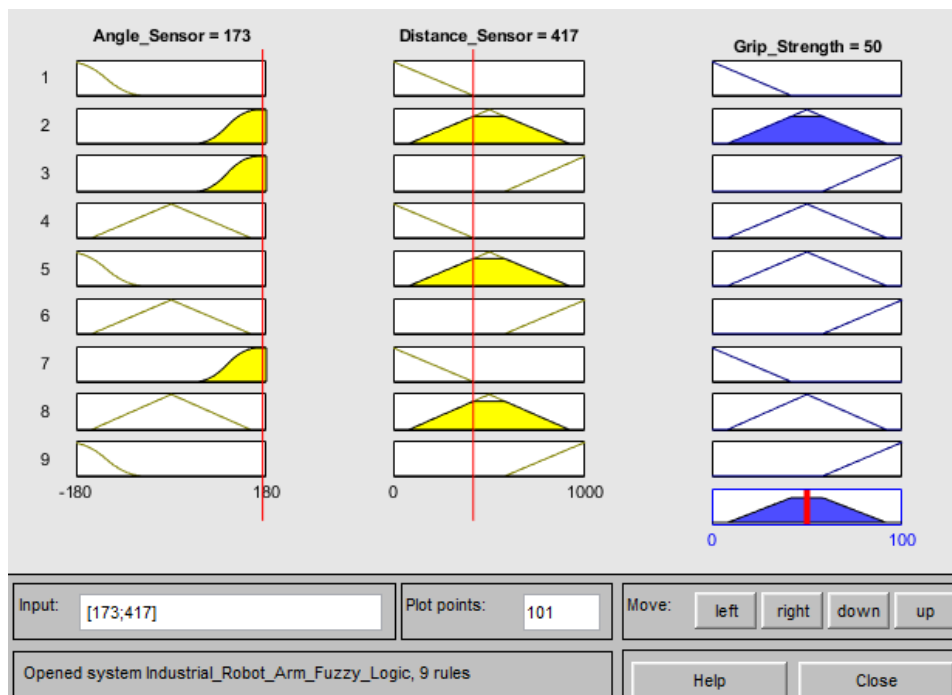 Angle_Sensor = 173 Distance_Sensor = 417 Grip_Strength = 50
1
2
3
4
5
6
7
8
9
-180 180 0 1000
0 100
Input: [173;417] Plot points: 101 Move: left right down up
Opened system Industrial_Robot_Arm_Fuzzy_Logic, 9 rules Help Close